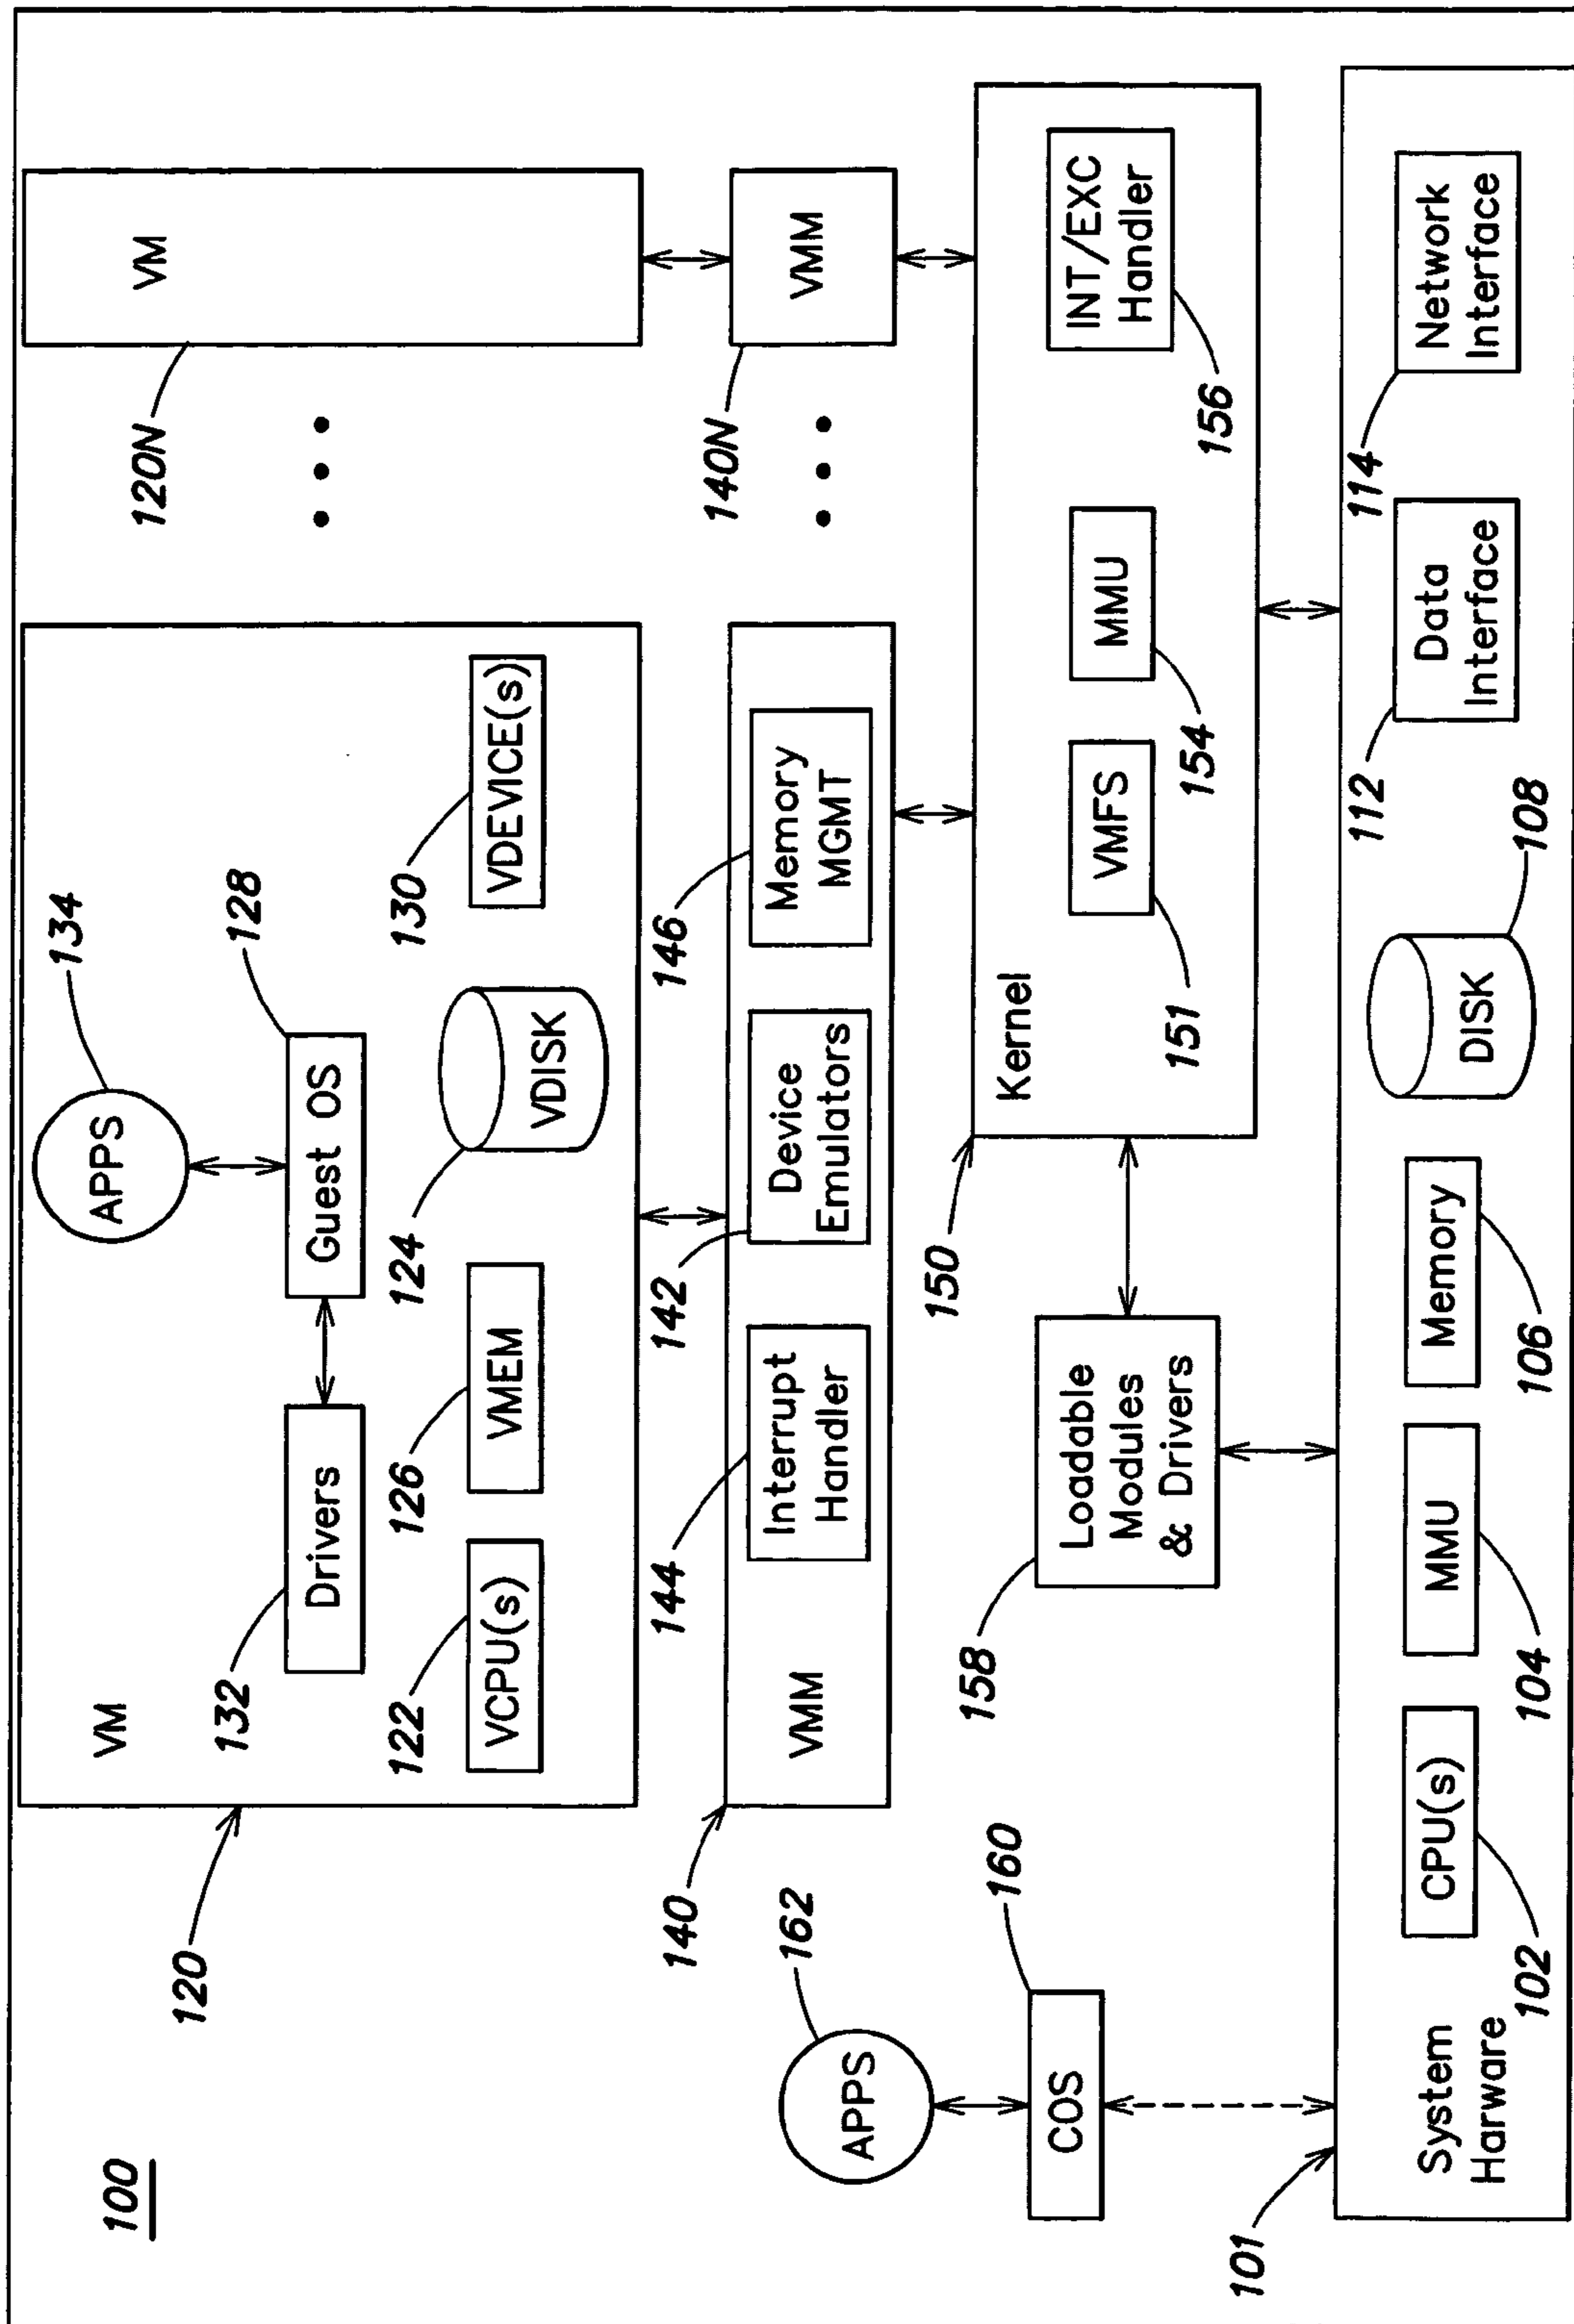 100
120
VM
APPS
134
132
Drivers
Guest OS
128
122
VCPU(s)
126
VMEM
124
VDISK
130
VDEVICE(s)
120N
VM
140
VMM
144
Interrupt
Handler
142
Device
Emulators
146
Memory
MGMT
140N
VMM
162
APPS
160
COS
158
Loadable
Modules
& Drivers
150
Kernel
151
VMFS
154
MMU
156
INT/EXC
Handler
101
System
Harware
102
CPU(s)
104
MMU
106
Memory
108
DISK
112
Data
Interface
114
Network
Interface